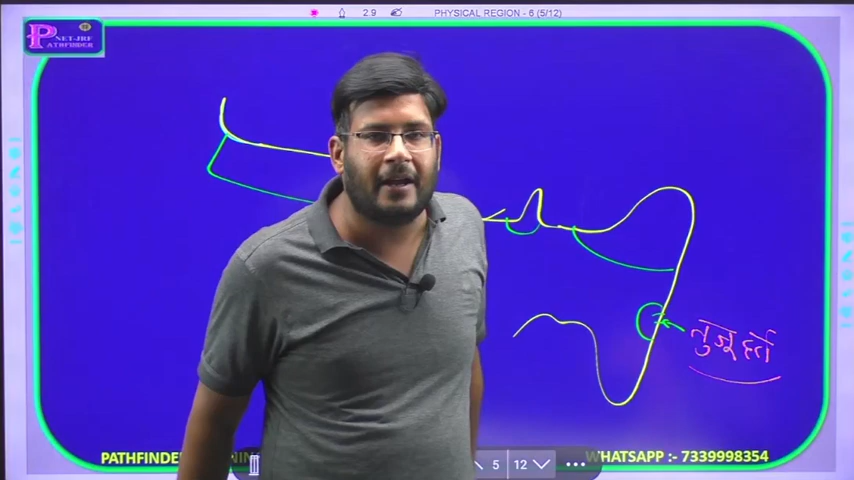 2.9 PHYSICAL REGION - 6 (5/12)
P NET-JRF
PATHFINDER
PATHFINDER
WHATSAPP :- 7339998354
5 12